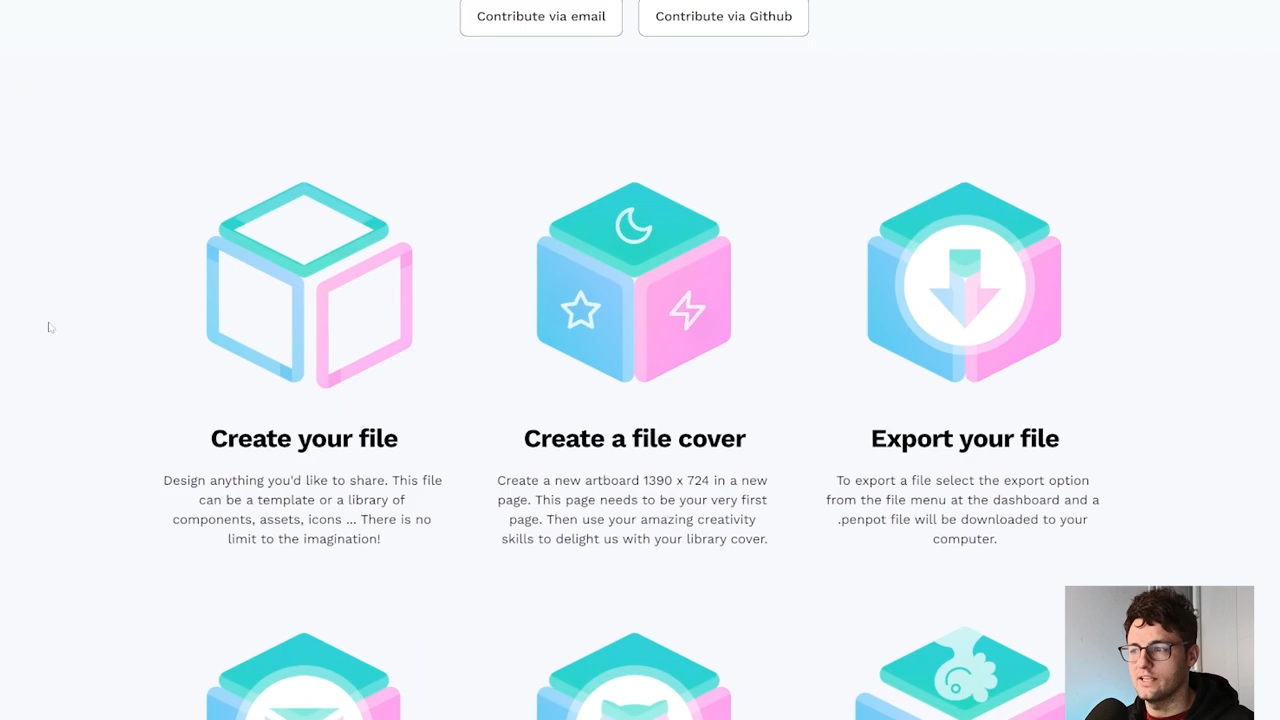 Contribute via email
Contribute via Github
Create your file
Design anything you'd like to share. This file
can be a template or a library of
components, assets, icons ... There is no
limit to the imagination!
Create a file cover
Create a new artboard 1390 x 724 in a new
page. This page needs to be your very first
page. Then use your amazing creativity
skills to delight us with your library cover.
Export your file
To export a file select the export option
from the file menu at the dashboard and a
.penpot file will be downloaded to your
computer.